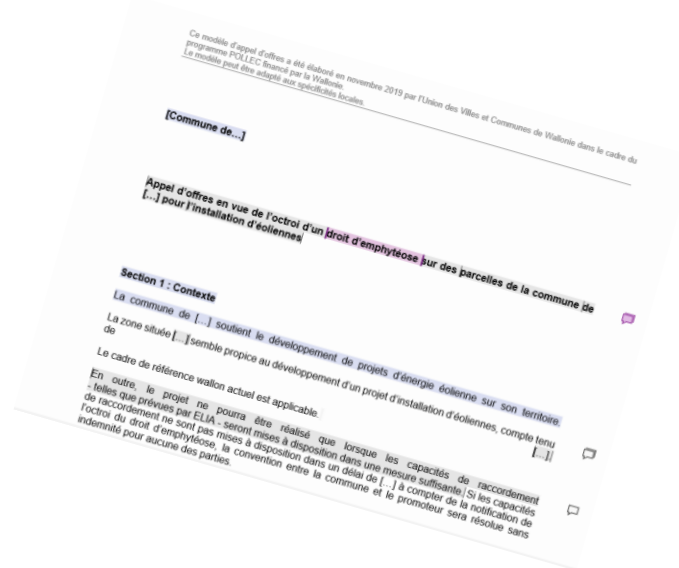 Ce modèle d'appel d'offres a été élaboré en novembre 2019 par l'Union des Villes et Communes de Wallonie dans le cadre du
programme POLLEC financé par la Wallonie.
Le modèle peut être adapté aux spécificités locales.
[Commune de...]
Appel d'offres en vue de l'octroi d'un droit d'emphytéose sur des parcelles de la commune de
[...] pour l'installation d'éoliennes
Section 1 : Contexte
La commune de [...] soutient le développement de projets d'énergie éolienne sur son territoire.
La zone située [...] semble propice au développement d'un projet d'installation d'éoliennes, compte tenu
de [...]
Le cadre de référence wallon actuel est applicable.
En outre, le projet ne pourra être réalisé que lorsque les capacités de raccordement
- telles que prévues par ELIA - seront mises à disposition dans une mesure suffisante. Si les capacités
de raccordement ne sont pas mises à disposition dans un délai de [...] à compter de la notification de
l'octroi du droit d'emphytéose, la convention entre la commune et le promoteur sera résolue sans
indemnité pour aucune des parties.